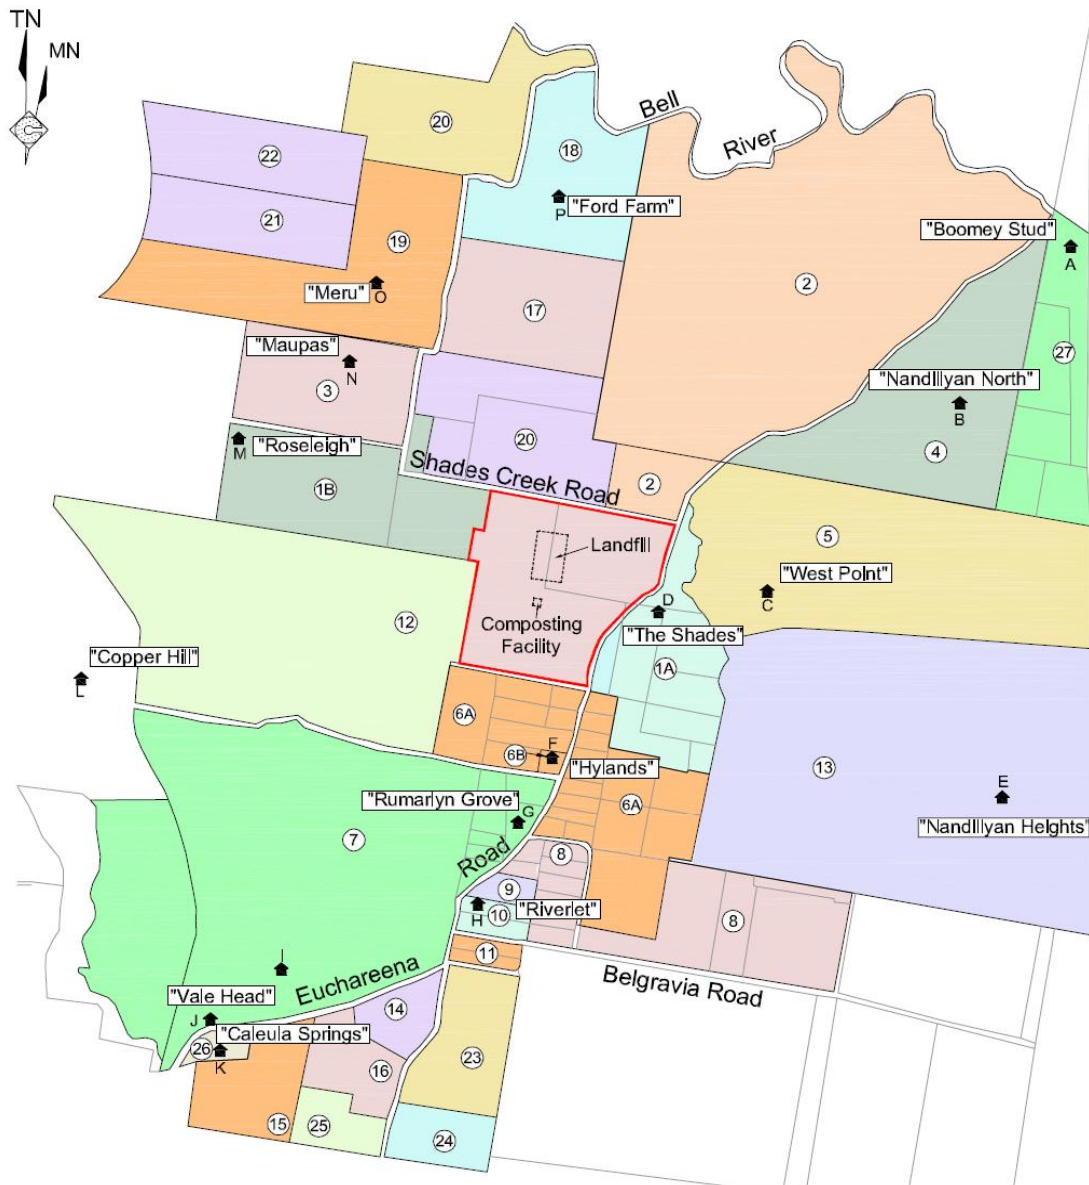 TN
MN
Bell
River
20
22
18
"Ford Farm"
P
21
19
"Boomey Stud"
A
"Meru"
O
2
17
"Maupas"
N
3
27
"Nandillyan North"
B
"Roseleigh"
M
20
4
Shades Creek Road
2
1B
5
Landfill
"West Point"
C
D
Composting
Facility
"The Shades"
12
"Copper Hill"
L
1A
6A
6B
F
"Hylands"
13
E
"Nandillyan Heights"
"Rumarlyn Grove"
G
6A
7
Road
8
9
"Riverlet"
H
10
8
11
I
Euchareena
Belgravia Road
"Vale Head"
J
14
"Caleula Springs"
26
K
23
16
15
25
24